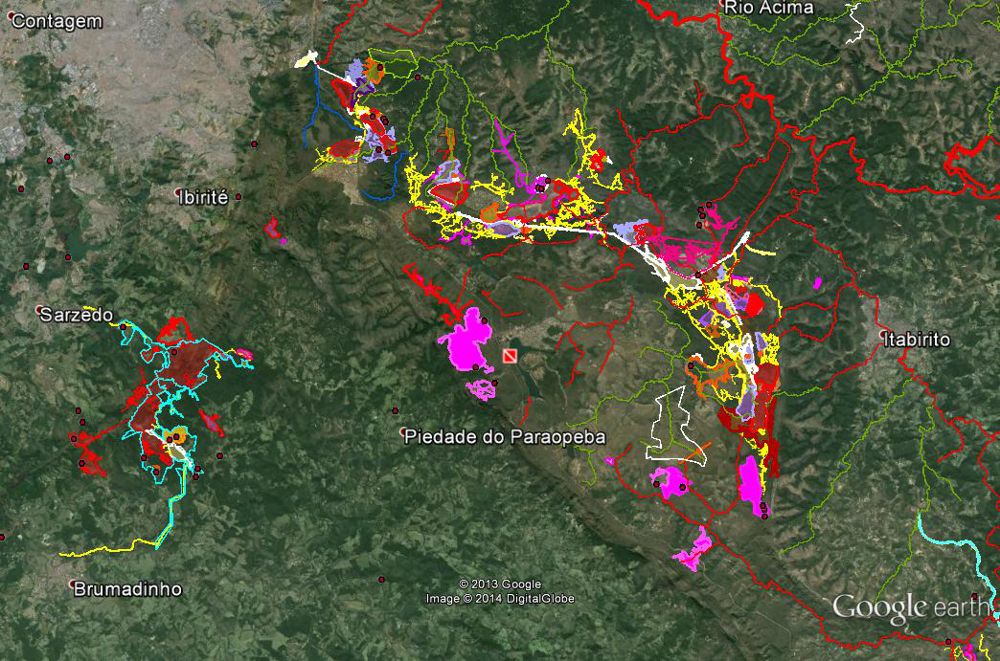 Contagem
Rio Acima
Ibirité
Sarzedo
Itabirito
Piedade do Paraopeba
Brumadinho
© 2013 Google
Image © 2014 DigitalGlobe
Google earth